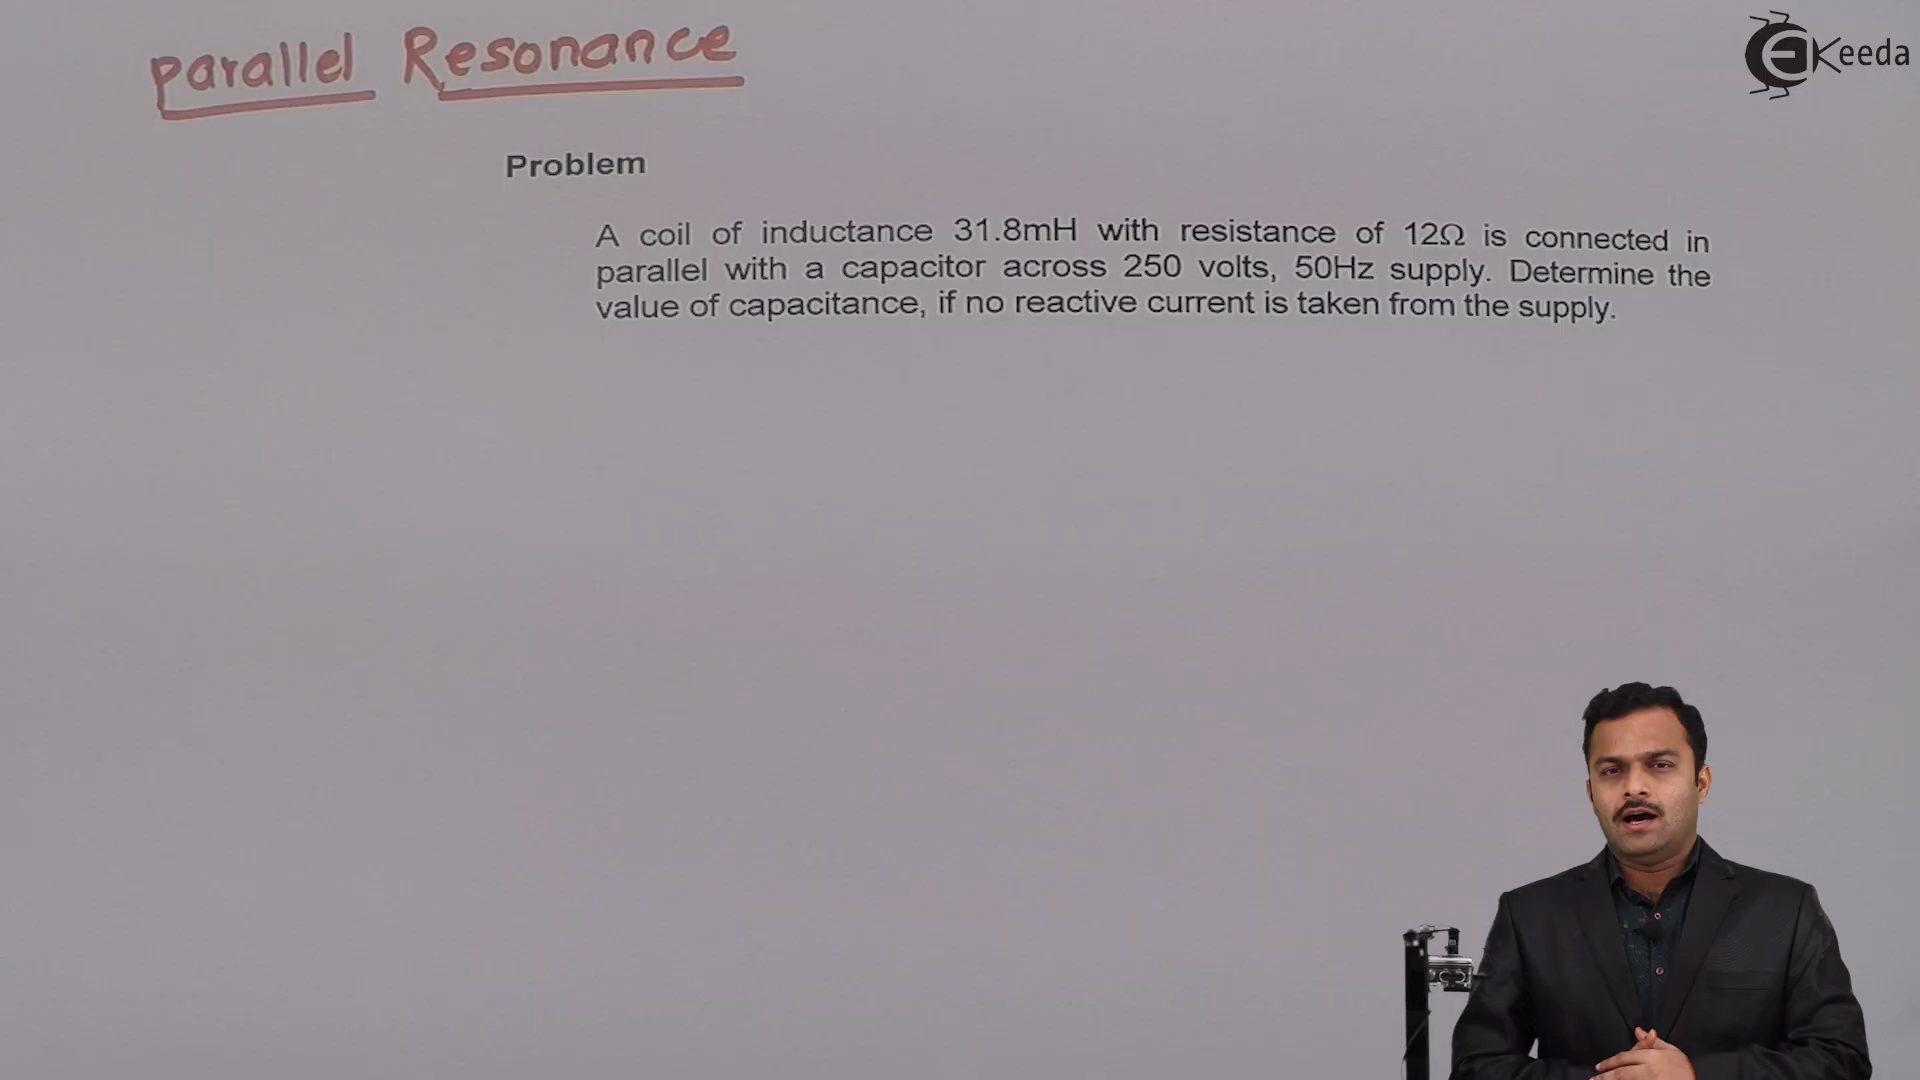 Parallel Resonance
EKeeda
Problem
A coil of inductance 31.8mH with resistance of 12Ω is connected in
parallel with a capacitor across 250 volts, 50Hz supply. Determine the
value of capacitance, if no reactive current is taken from the supply.